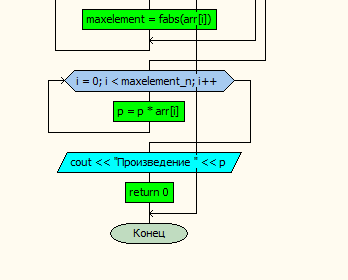 maxelement = fabs(arr[i])
i = 0; i < maxelement_n; i++
p = p * arr[i]
cout << "Произведение " << p
return 0
Конец